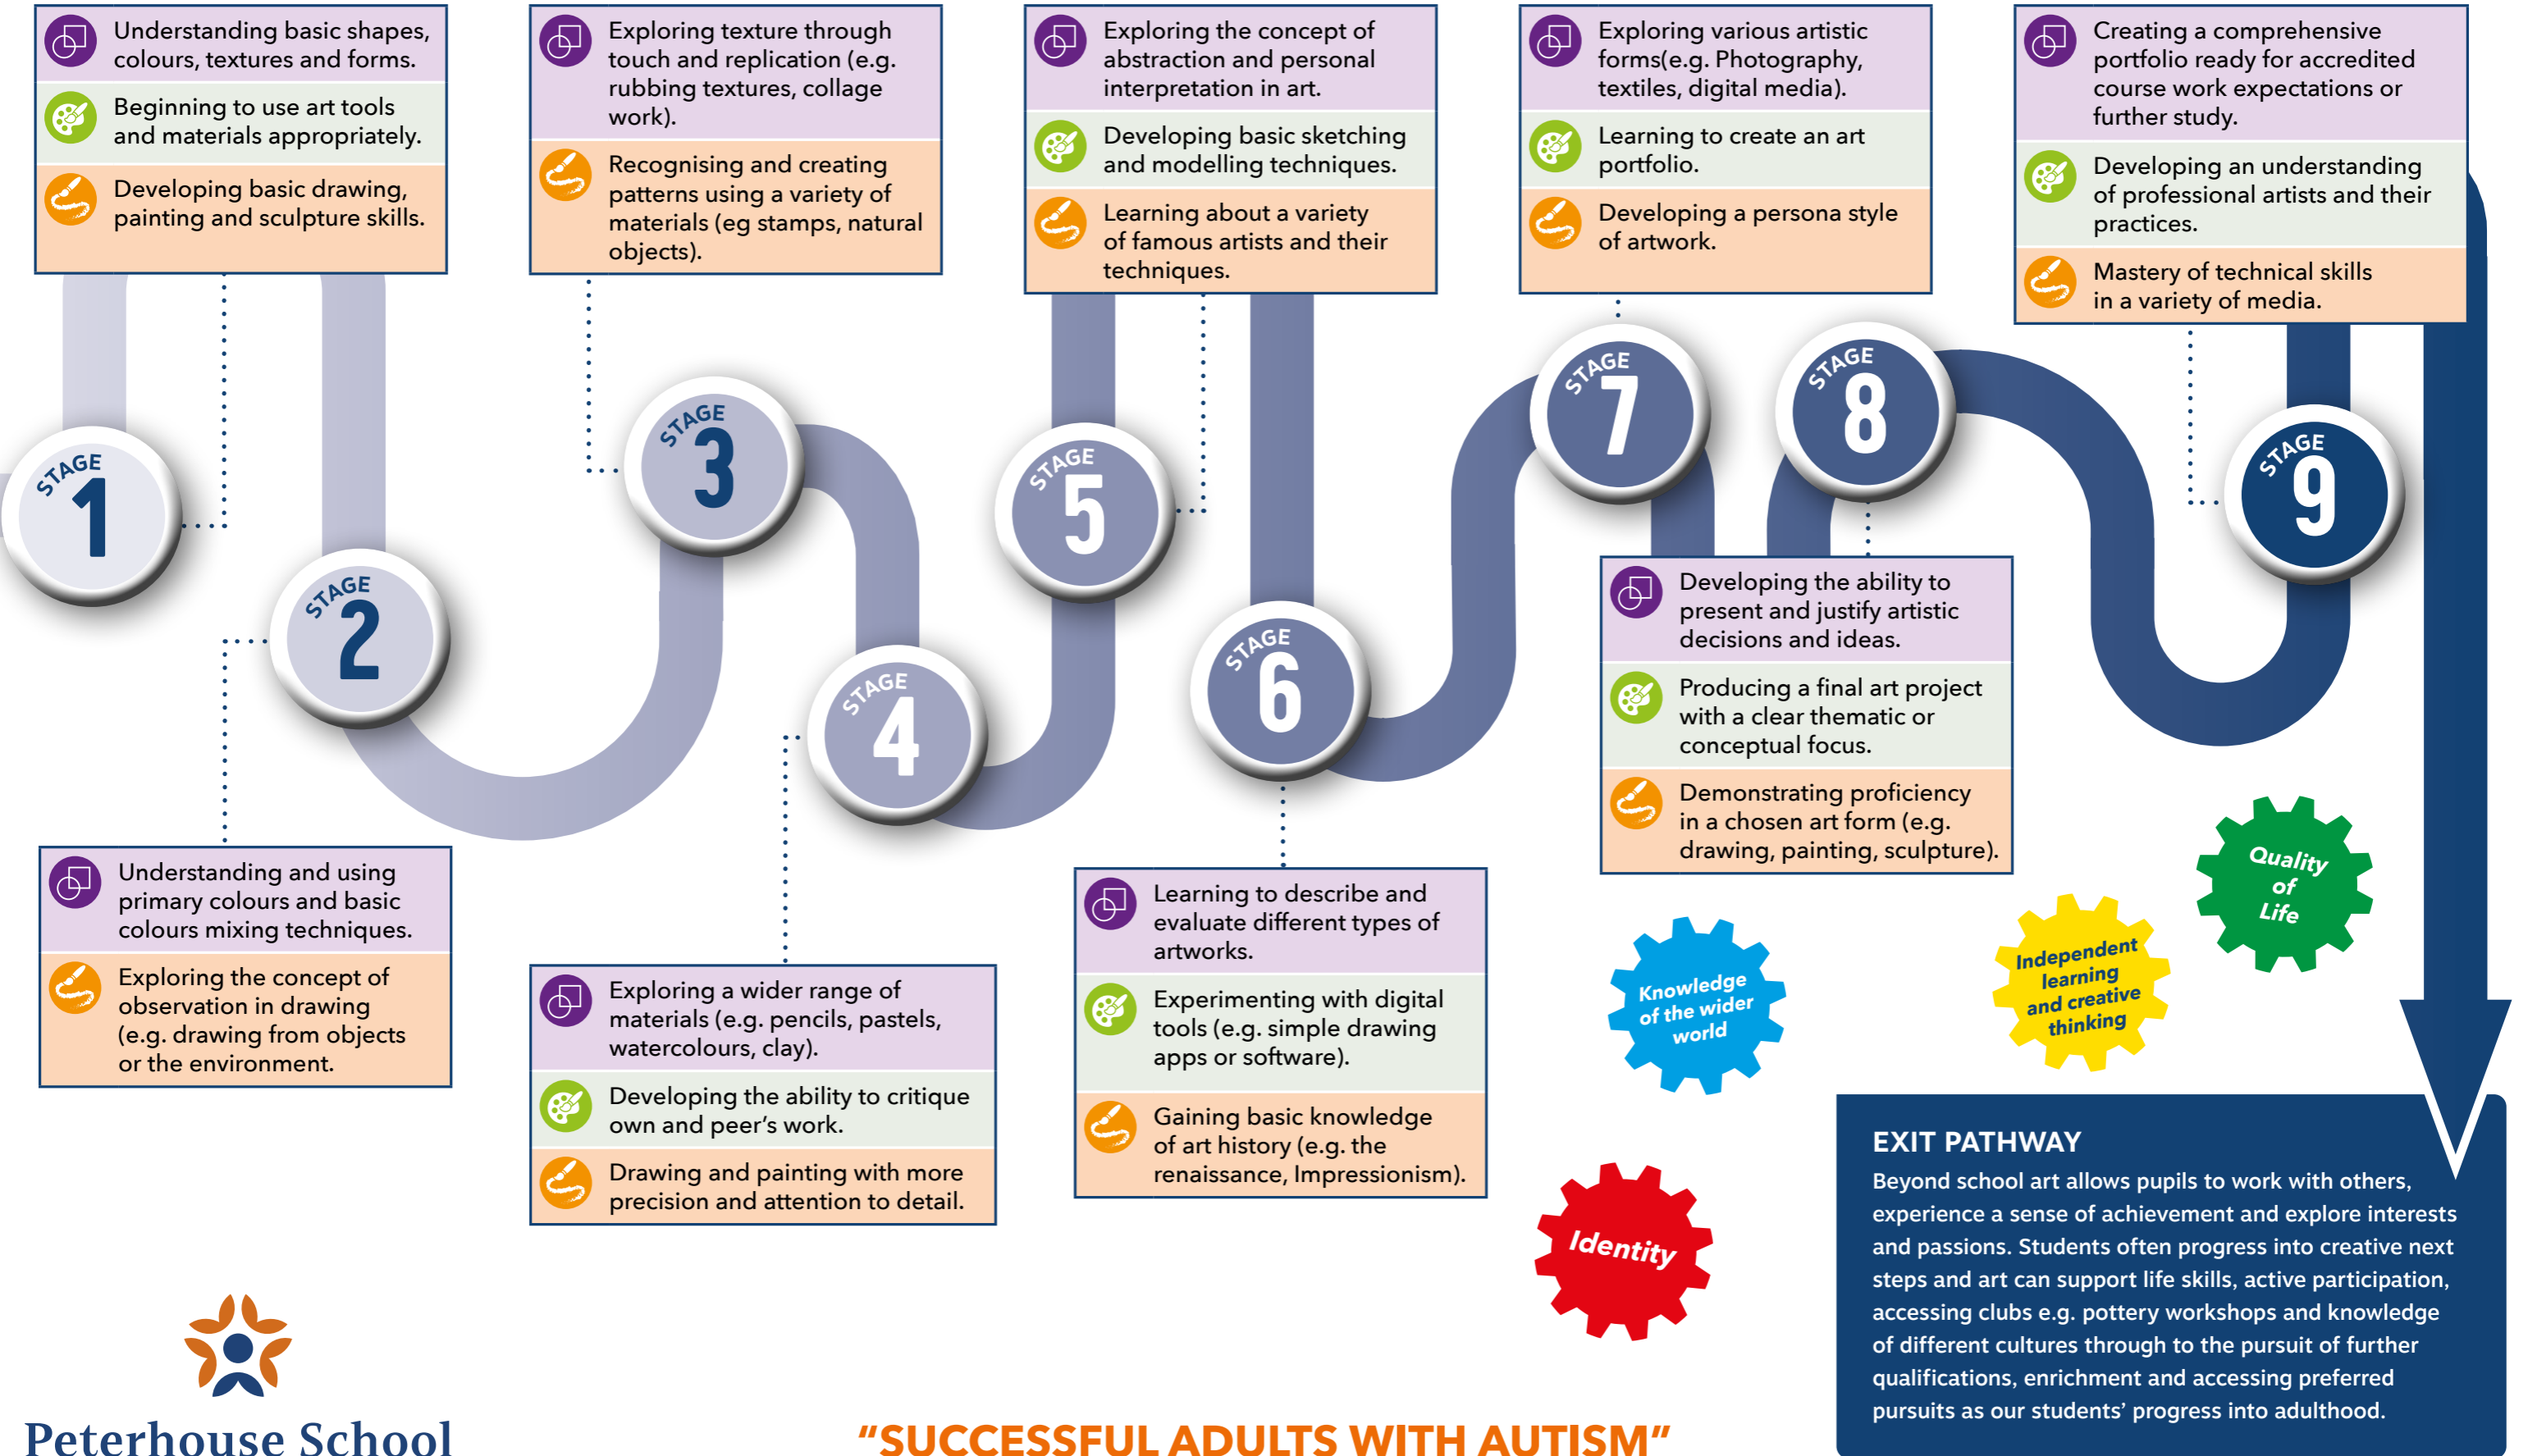 Understanding basic shapes,
colours, textures and forms.
Beginning to use art tools
and materials appropriately.
Developing basic drawing,
painting and sculpture skills.
Exploring texture through
touch and replication (e.g.
rubbing textures, collage
work).
Recognising and creating
patterns using a variety of
materials (eg stamps, natural
objects).
Exploring the concept of
abstraction and personal
interpretation in art.
Developing basic sketching
and modelling techniques.
Learning about a variety
of famous artists and their
techniques.
Exploring various artistic
forms(e.g. Photography,
textiles, digital media).
Learning to create an art
portfolio.
Developing a persona style
of artwork.
Creating a comprehensive
portfolio ready for accredited
course work expectations or
further study.
Developing an understanding
of professional artists and their
practices.
Mastery of technical skills
in a variety of media.
STAGE
1
STAGE
2
STAGE
3
STAGE
4
STAGE
5
STAGE
6
STAGE
7
STAGE
8
STAGE
9
Understanding and using
primary colours and basic
colours mixing techniques.
Exploring the concept of
observation in drawing
(e.g. drawing from objects
or the environment.
Exploring a wider range of
materials (e.g. pencils, pastels,
watercolours, clay).
Developing the ability to critique
own and peer's work.
Drawing and painting with more
precision and attention to detail.
Learning to describe and
evaluate different types of
artworks.
Experimenting with digital
tools (e.g. simple drawing
apps or software).
Gaining basic knowledge
of art history (e.g. the
renaissance, Impressionism).
Developing the ability to
present and justify artistic
decisions and ideas.
Producing a final art project
with a clear thematic or
conceptual focus.
Demonstrating proficiency
in a chosen art form (e.g.
drawing, painting, sculpture).
Quality
of
Life
Independent
learning
and creative
thinking
Knowledge
of the wider
world
Identity
EXIT PATHWAY
Beyond school art allows pupils to work with others,
experience a sense of achievement and explore interests
and passions. Students often progress into creative next
steps and art can support life skills, active participation,
accessing clubs e.g. pottery workshops and knowledge
of different cultures through to the pursuit of further
qualifications, enrichment and accessing preferred
pursuits as our students' progress into adulthood.
Peterhouse School
"SUCCESSFUL ADULTS WITH AUTISM"